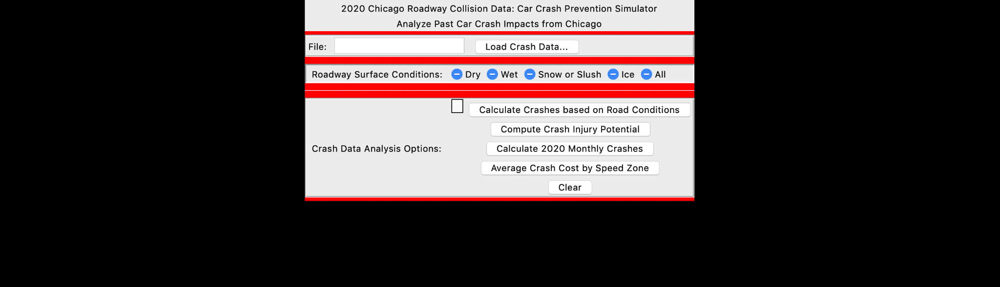 2020 Chicago Roadway Collision Data: Car Crash Prevention Simulator
Analyze Past Car Crash Impacts from Chicago
File: Load Crash Data...
Roadway Surface Conditions: Dry Wet Snow or Slush Ice All
Calculate Crashes based on Road Conditions
Compute Crash Injury Potential
Crash Data Analysis Options: Calculate 2020 Monthly Crashes
Average Crash Cost by Speed Zone
Clear